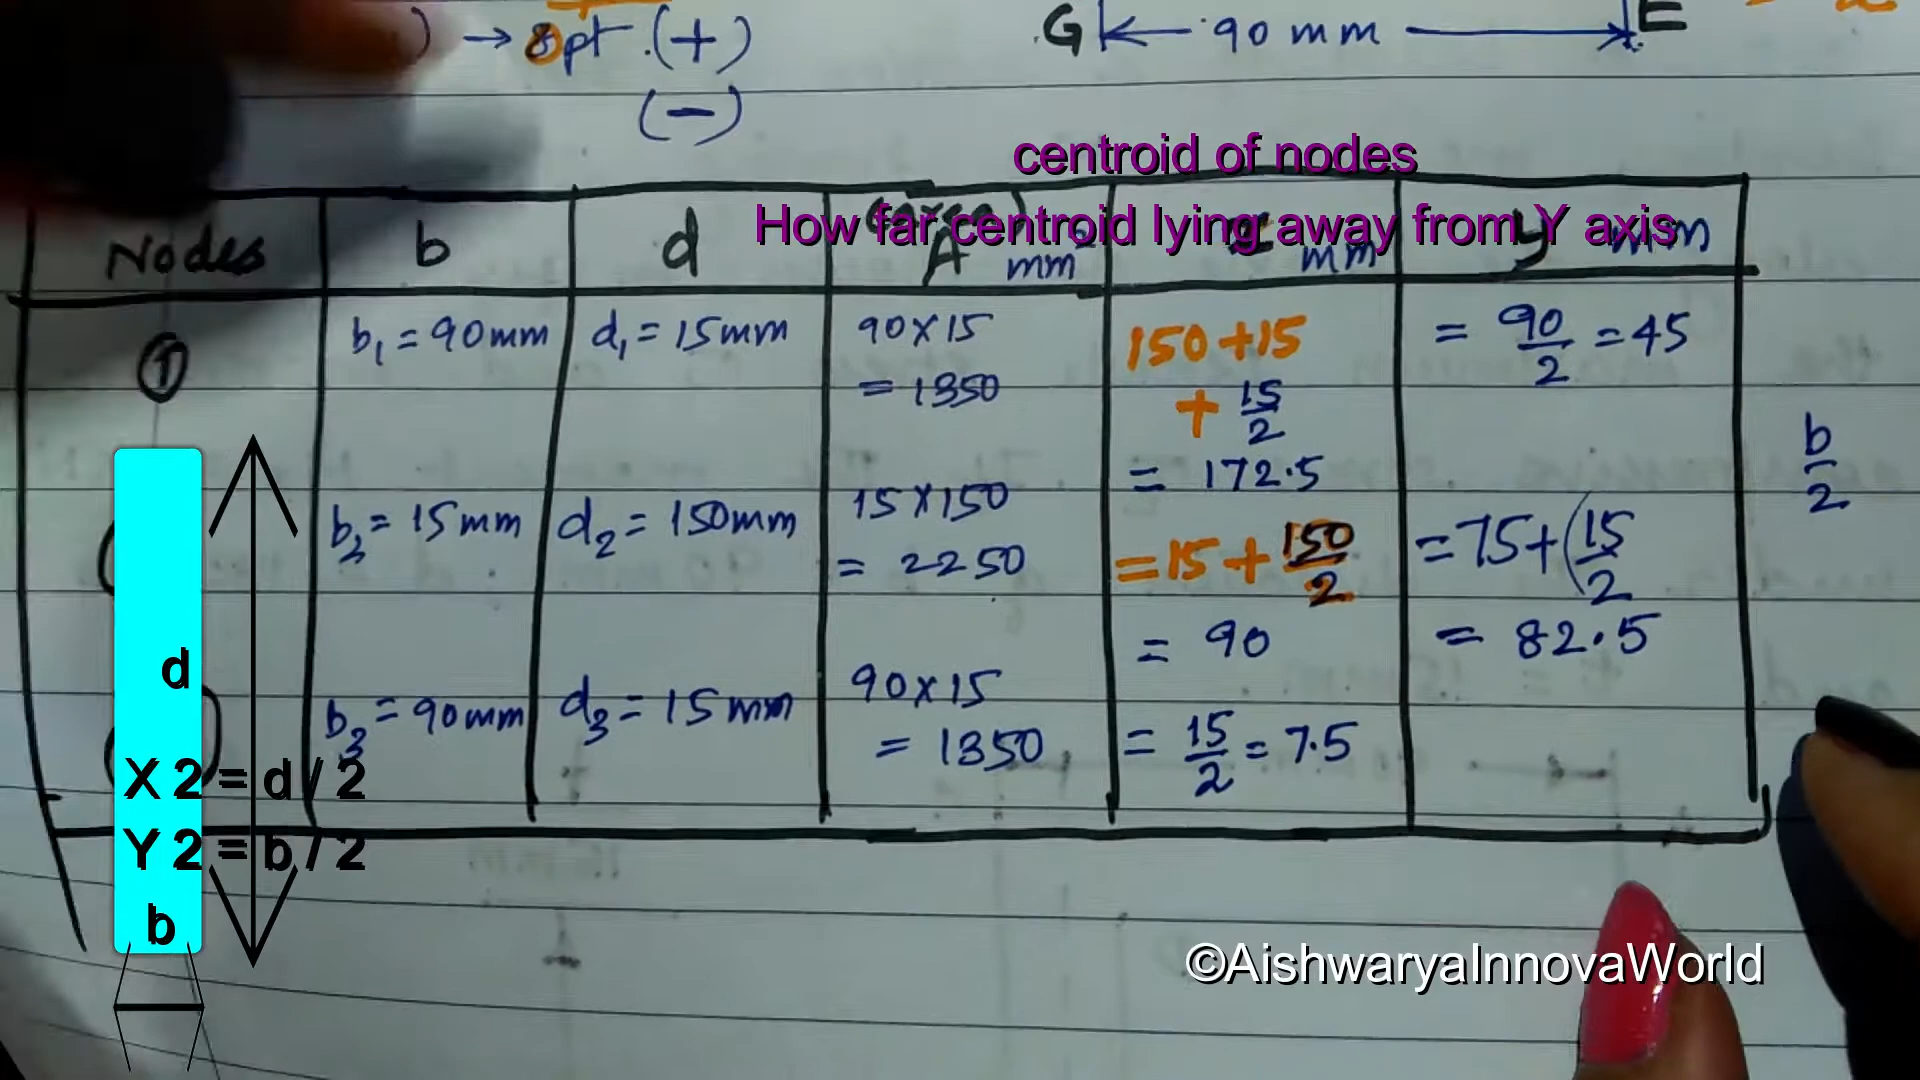 ) → 8pt. (+)
(-)
G 90 mm E
centroid of nodes
How far centroid lying away from Y axis
Nodes b d A mm² mm y mm
① b1 = 90mm d1 = 15mm 90×15 = 1350 150+15 + 15/2 = 172.5 = 90/2 = 45
b2 = 15mm d2 = 150mm 15×150 = 2250 = 15 + 150/2 = 90 = 75+(15/2 = 82.5
b3 = 90mm d3 = 15mm 90×15 = 1350 = 15/2 = 7.5
b/2
d
X 2 = d / 2
Y 2 = b / 2
b
©AishwaryaInnovaWorld